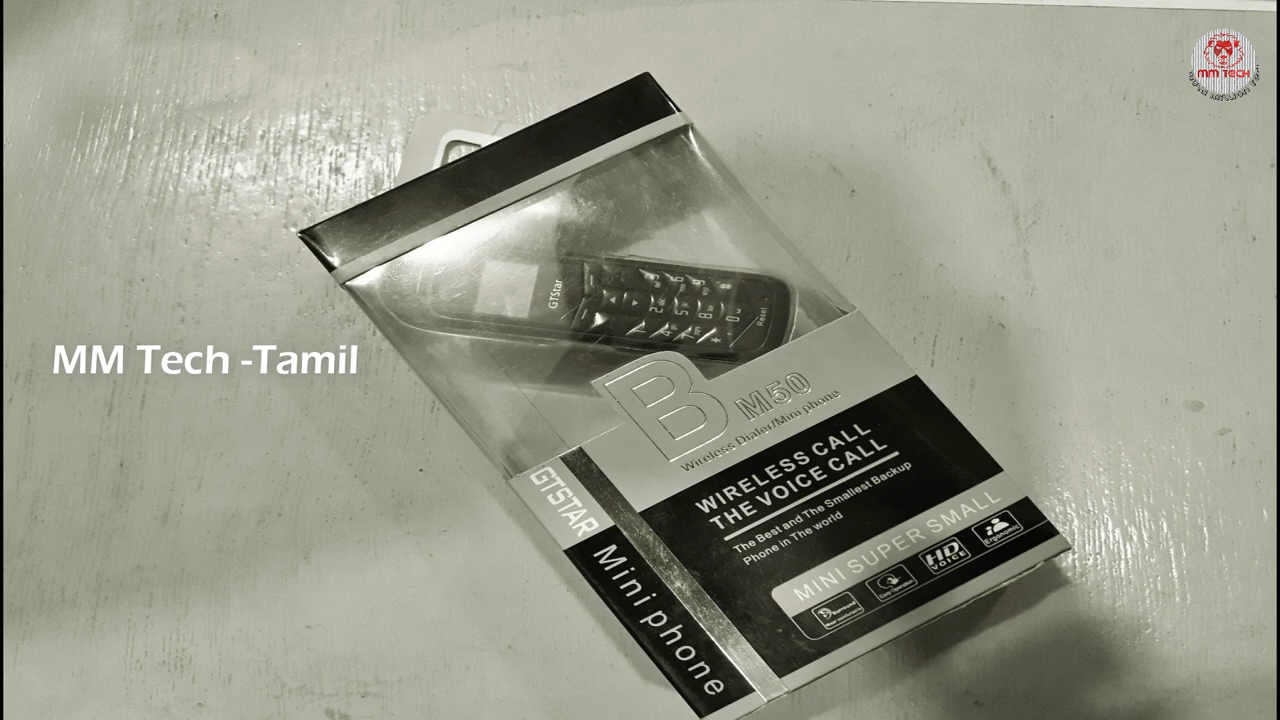 MM TECH
MM Tech -Tamil
GTStar
Reset
B M50
Wireless Dialer/Mini phone
GTSTAR
Mini phone
WIRELESS CALL
THE VOICE CALL
The Best and The Smallest Backup
Phone in The world
MINI SUPER SMALL
Surround
Easy Operation
HD
VOICE
Ergonomic